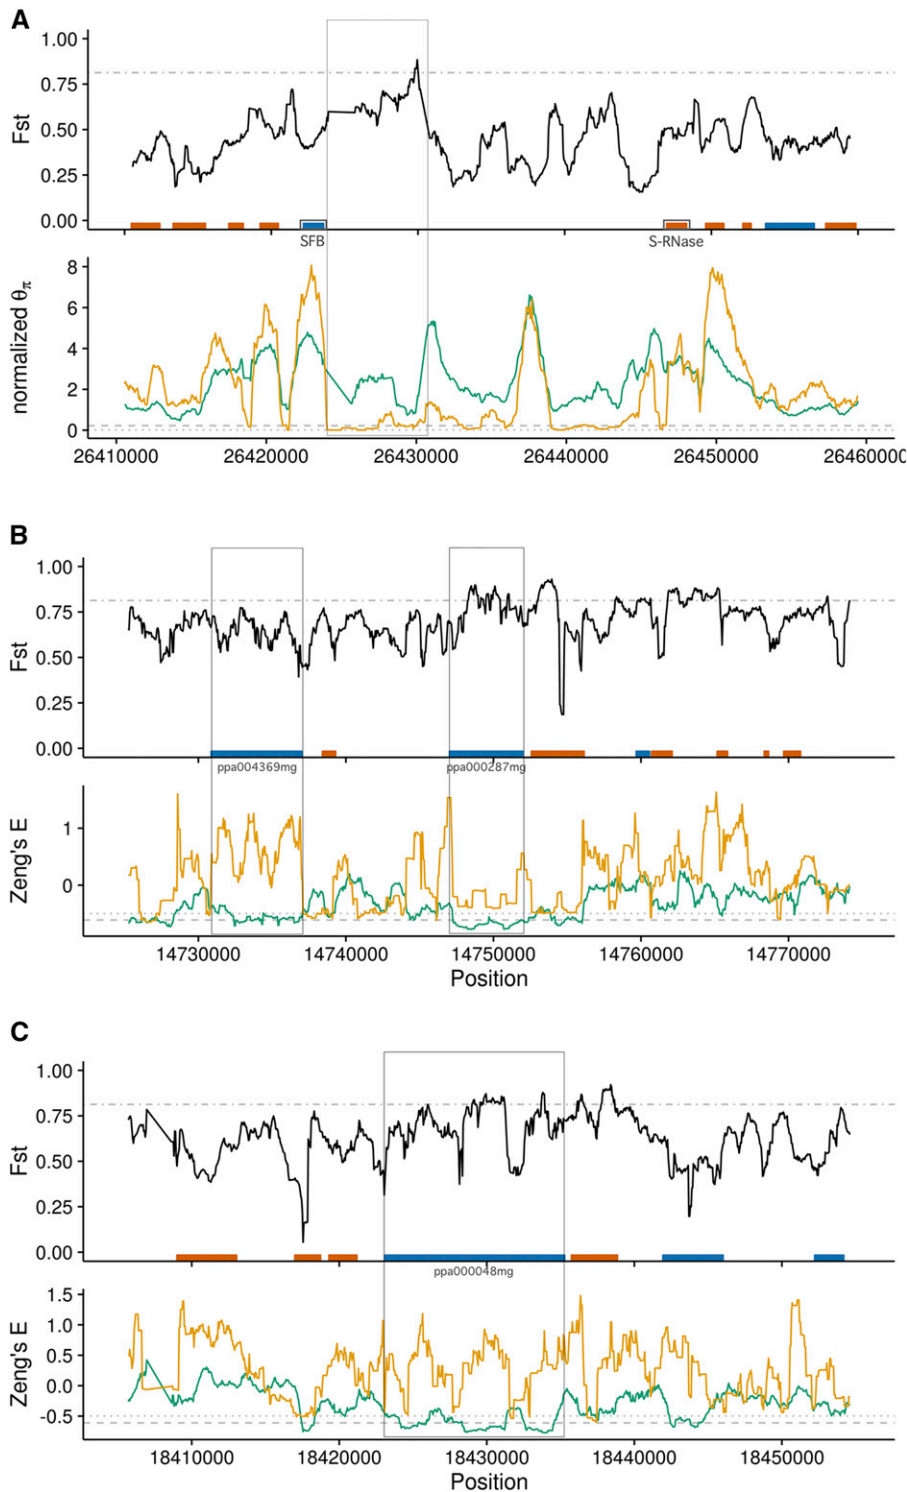 A
1.00
0.75
0.50
0.25
0.00
Fst
SFB
S-RNase
8
6
4
2
0
normalized θπ
26410000 26420000 26430000 26440000 26450000 26460000
B
1.00
0.75
0.50
0.25
0.00
Fst
ppa004369mg
ppa000287mg
1
0
Zeng's E
14730000 14740000 14750000 14760000 14770000
Position
C
1.00
0.75
0.50
0.25
0.00
Fst
ppa000048mg
1.5
1.0
0.5
0.0
-0.5
Zeng's E
18410000 18420000 18430000 18440000 18450000
Position